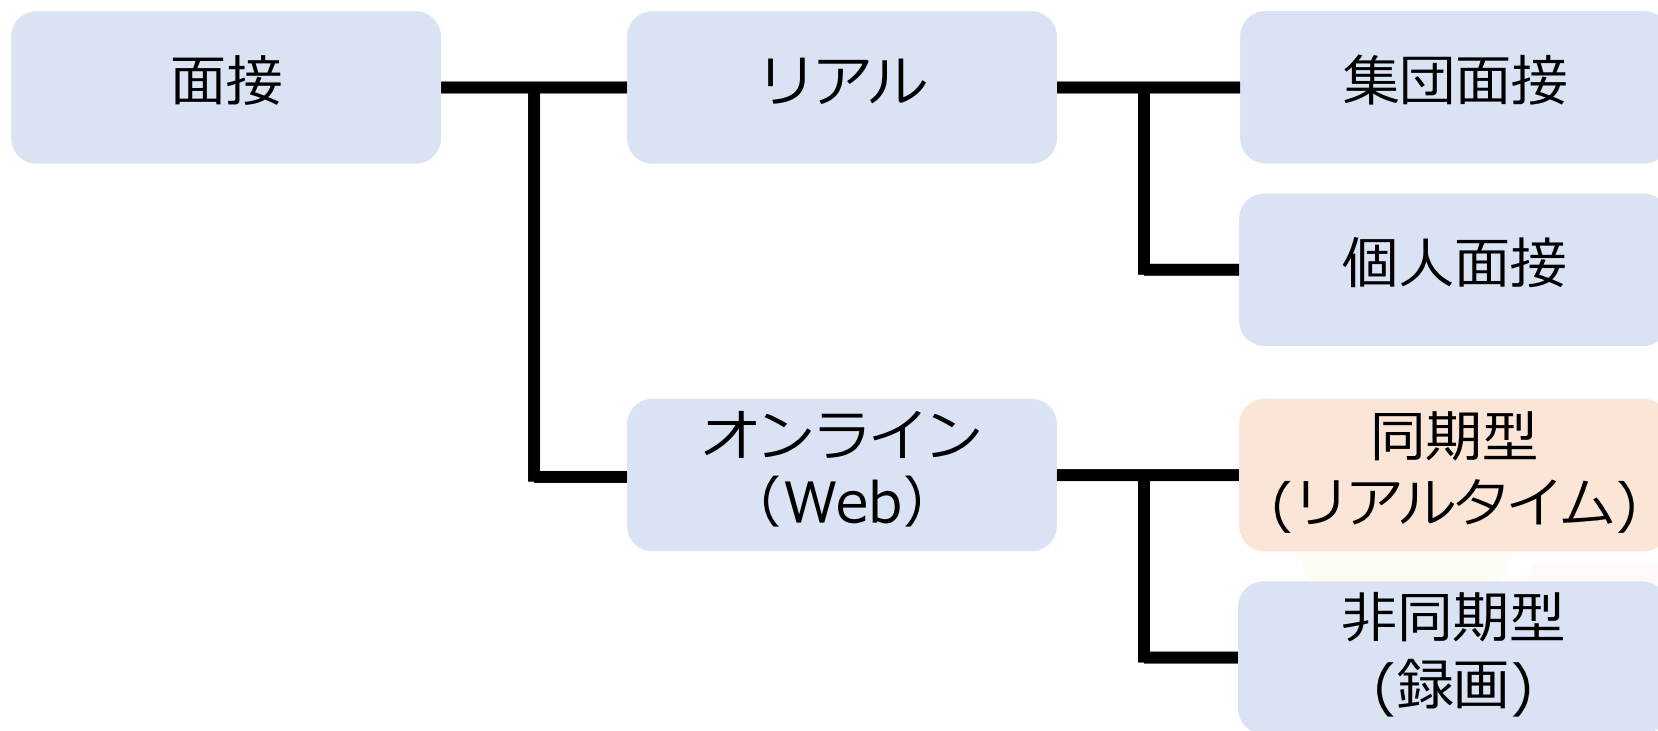 面接
リアル
集団面接
個人面接
オンライン
（Web）
同期型
(リアルタイム)
非同期型
(録画)